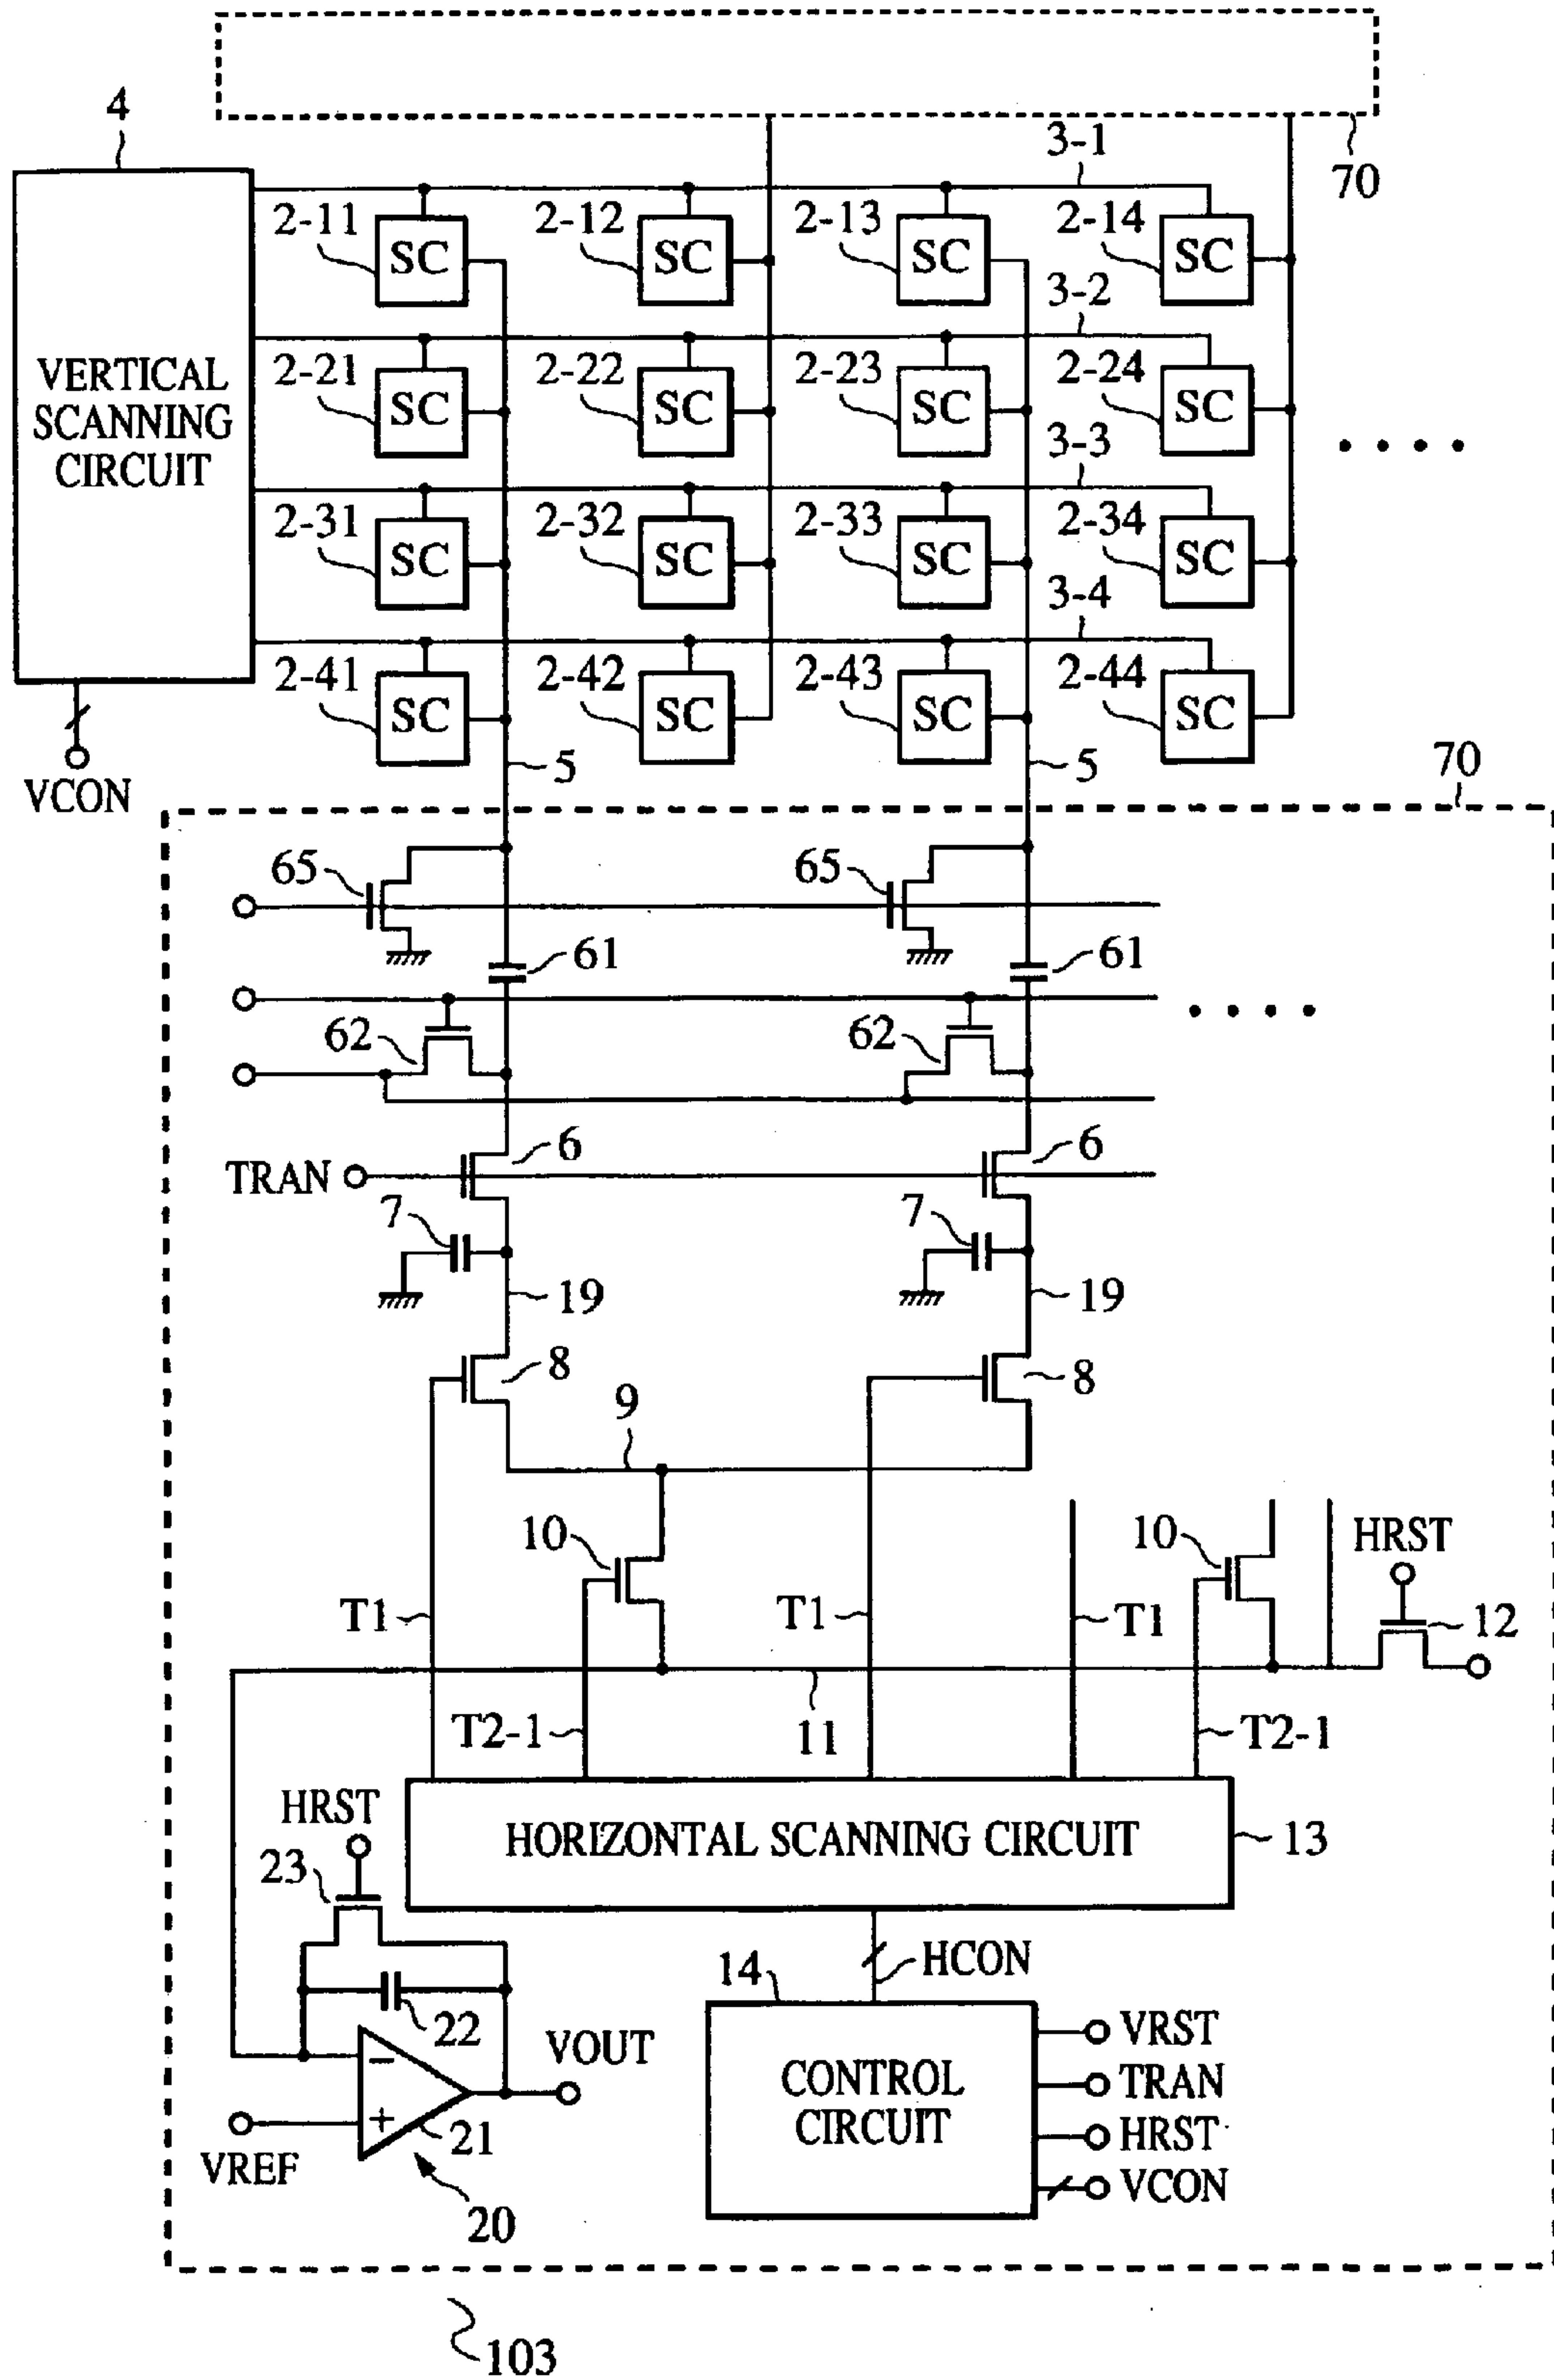 4
3-1
70
2-11
SC
2-12
SC
2-13
SC
2-14
SC
3-2
VERTICAL
SCANNING
CIRCUIT
2-21
SC
2-22
SC
2-23
SC
2-24
SC
3-3
2-31
SC
2-32
SC
2-33
SC
2-34
SC
3-4
2-41
SC
2-42
SC
2-43
SC
2-44
SC
VCON
5
5
70
65
65
61
61
62
62
TRAN
6
6
7
7
19
19
8
8
9
10
10
HRST
T1
T1
T1
12
T2-1
11
T2-1
HRST
HORIZONTAL SCANNING CIRCUIT
13
23
HCON
14
22
VOUT
VRST
−
CONTROL
CIRCUIT
TRAN
+
21
HRST
VREF
VCON
20
103